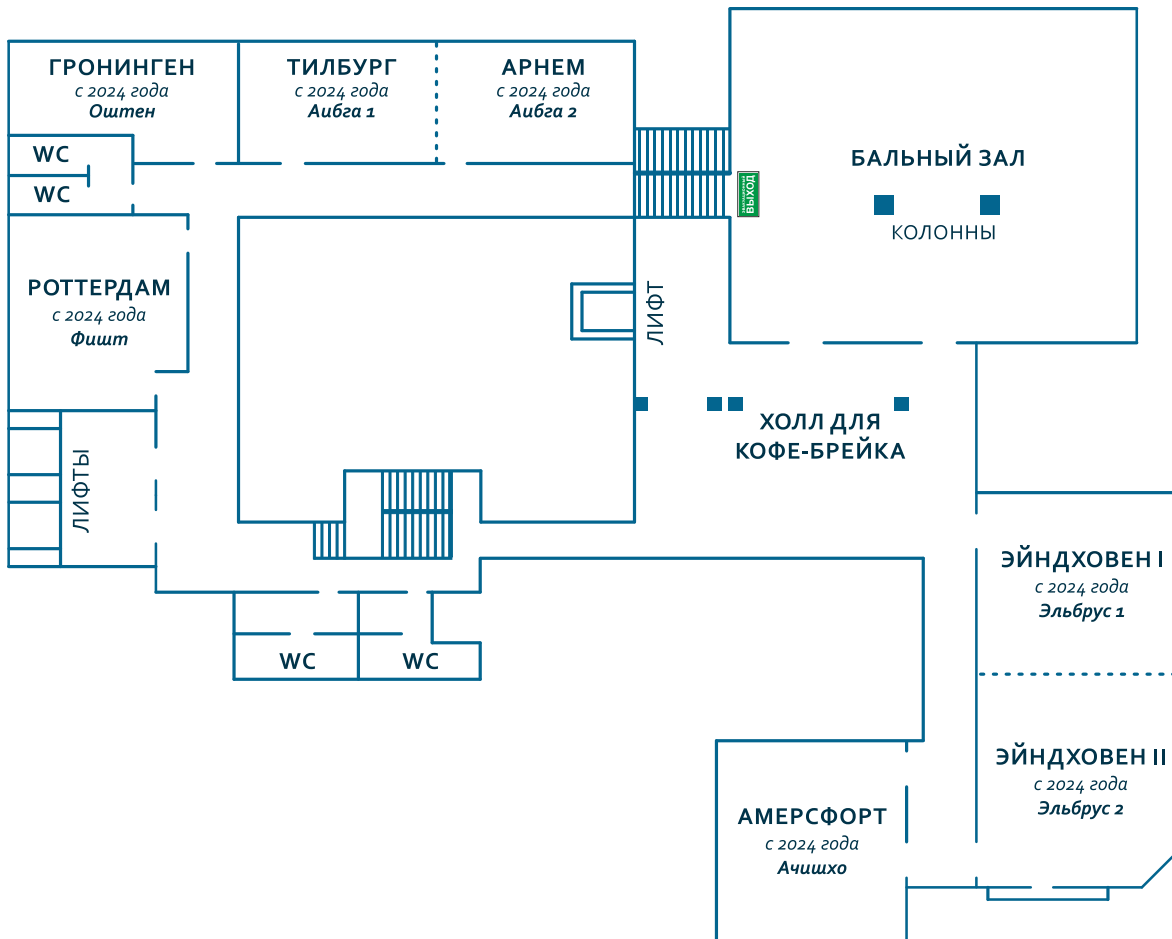 ГРОНИНГЕН
с 2024 года
Оштен
ТИЛБУРГ
с 2024 года
Аибга 1
АРНЕМ
с 2024 года
Аибга 2
WC
WC
БАЛЬНЫЙ ЗАЛ
ВЫХОД
КОЛОННЫ
РОТТЕРДАМ
с 2024 года
Фишт
ЛИФТ
ХОЛЛ ДЛЯ
КОФЕ-БРЕЙКА
ЛИФТЫ
ЭЙНДХОВЕН I
с 2024 года
Эльбрус 1
WC
WC
ЭЙНДХОВЕН II
с 2024 года
Эльбрус 2
АМЕРСФОРТ
с 2024 года
Ачишхо